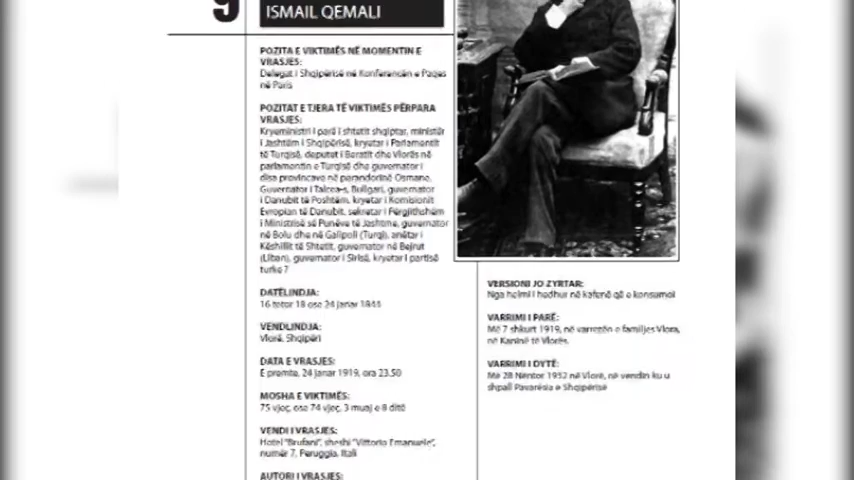 9
ISMAIL QEMALI
POZITA E VIKTIMËS NË MOMENTIN E
VRASJES:
Delegat i Shqipërisë në Konferencën e Paqes
në Paris
POZITAT E TJERA TË VIKTIMËS PËRPARA
VRASJES:
Kryeministri i parë i shtetit shqiptar, ministër
i Jashtëm i Shqipërisë, kryetar i Parlamentit
të Turqisë, deputet i Beratit dhe Vlorës në
parlamentin e Turqisë dhe guvernator i
disa provincave në perandorinë Osmane.
Guvernator i Bullgari, guvernator
i Danubit të Poshtëm, kryetar i Komisionit
Evropian të Danubit, sekretar i Përgjithshëm
i Ministrisë së Punëve të Jashtme, guvernator
në Bolu dhe në Galipoli (Turqi), anëtar i
Këshillit të Shtetit, guvernator në Bejrut
(Liban), guvernator i Sirisë, kryetar i partisë
turke ?
DATËLINDJA:
16 tetor 18 ose 24 janar 1844
VENDLINDJA:
Vlorë, Shqipëri
DATA E VRASJES:
E premte, 24 janar 1919, ora 23.50
MOSHA E VIKTIMËS:
75 vjeç, ose 74 vjeç, 3 muaj e 8 ditë
VENDI I VRASJES:
Hotel "Brufani", sheshi "Vittorio Emanuele",
numër 7, Peruggia, Itali
AUTORI I VRASJES:
VERSIONI JO ZYRTAR:
Nga helmi i hedhur në kafenë që e konsumoi
VARRIMI I PARË:
Më 7 shkurt 1919, në varrezën e familjes Vlora,
në Kaninë të Vlorës.
VARRIMI I DYTË:
Më 28 Nëntor 1932 në Vlorë, në vendin ku u
shpall Pavarësia e Shqipërisë